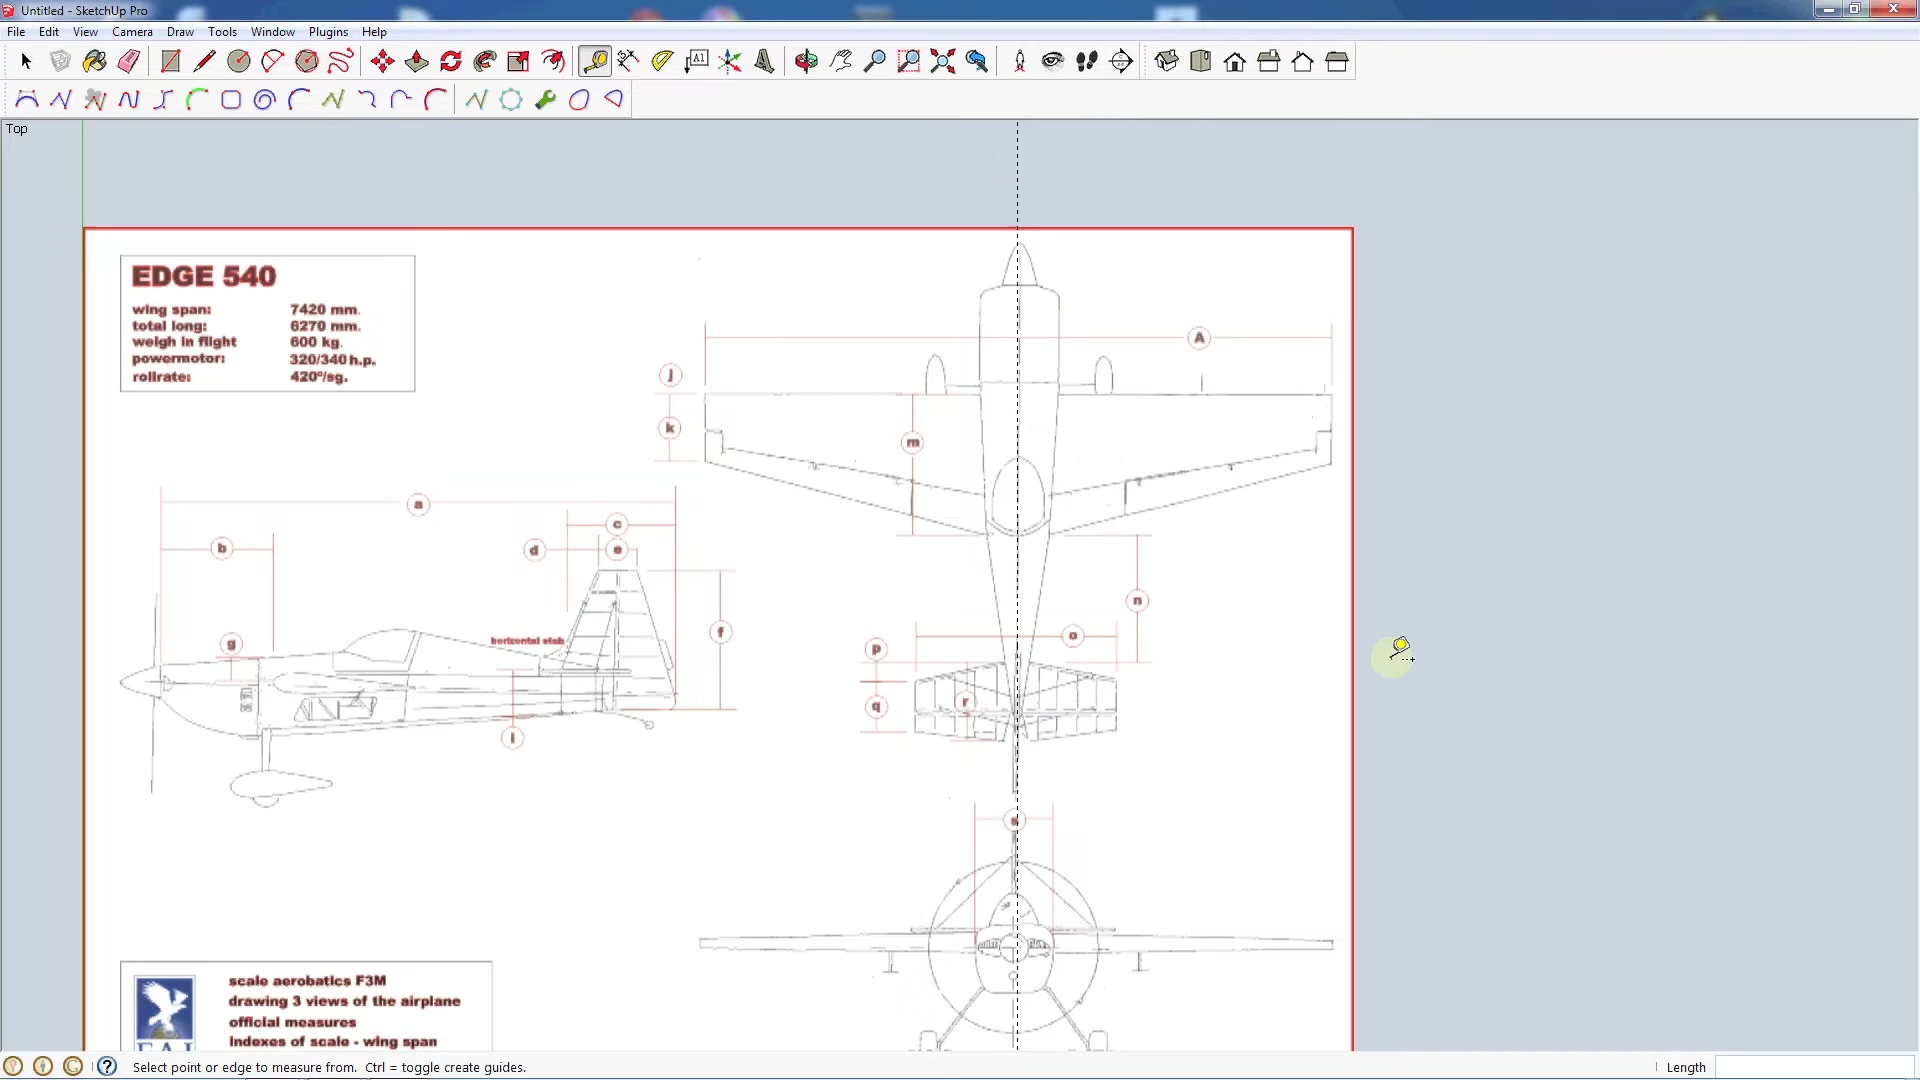 Untitled - SketchUp Pro
File Edit View Camera Draw Tools Window Plugins Help
A1
Top
EDGE 540
wing span: 7420 mm.
total long: 6270 mm.
weigh in flight 600 kg.
powermotor: 320/340 h.p.
rollrate: 420º/sg.
A
j
k
m
a
c
b
d
e
n
f
o
g
horizontal stab
p
r
q
i
s
scale aerobatics F3M
drawing 3 views of the airplane
official measures
indexes of scale - wing span
FAI
Select point or edge to measure from. Ctrl = toggle create guides.
Length